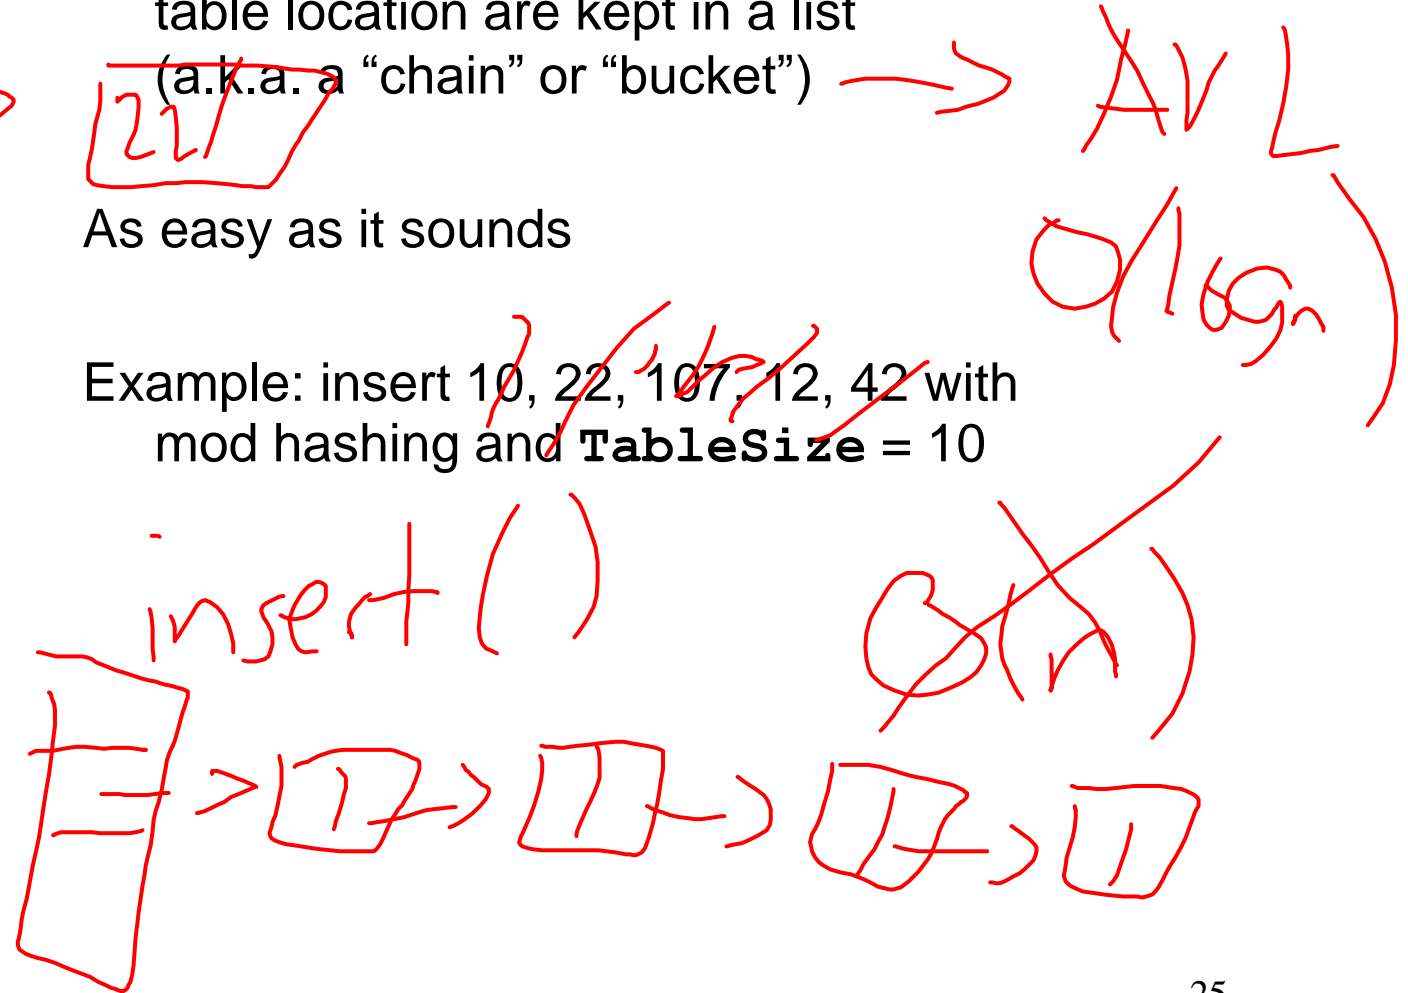 table location are kept in a list
(a.k.a. a “chain” or “bucket”)
AVL
22
As easy as it sounds
O(logn)
Example: insert 10, 22, 107, 12, 42 with
mod hashing and TableSize = 10
insert()
O(n)
25